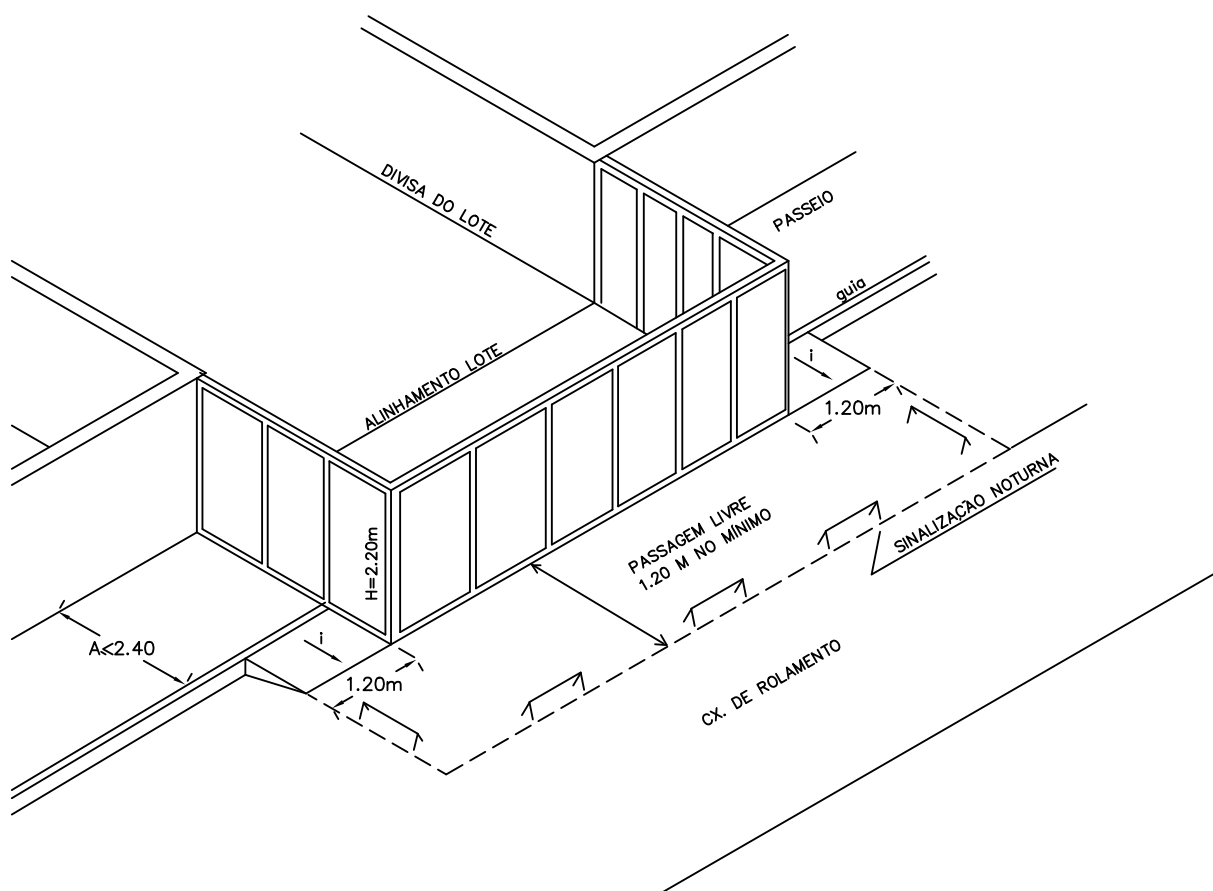 DIVISA DO LOTE
PASSEIO
guia
ALINHAMENTO LOTE
i
1.20m
PASSAGEM LIVRE
1.20 M NO MÍNIMO
SINALIZAÇÃO NOTURNA
H=2.20m
A<2.40
i
1.20m
CX. DE ROLAMENTO